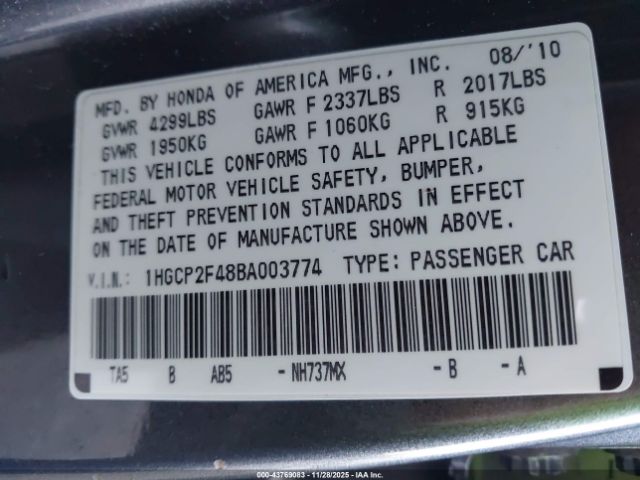 MFD. BY HONDA OF AMERICA MFG., INC. 08/'10
GVWR 4299LBS GAWR F 2337LBS R 2017LBS
GVWR 1950KG GAWR F 1060KG R 915KG
THIS VEHICLE CONFORMS TO ALL APPLICABLE
FEDERAL MOTOR VEHICLE SAFETY, BUMPER,
AND THEFT PREVENTION STANDARDS IN EFFECT
ON THE DATE OF MANUFACTURE SHOWN ABOVE.
V.I.N.: 1HGCP2F48BA003774 TYPE: PASSENGER CAR
TA5 B AB5 -NH737MX -B -A
© COPART 43769083 — 11/28/2025 — IAA Inc.